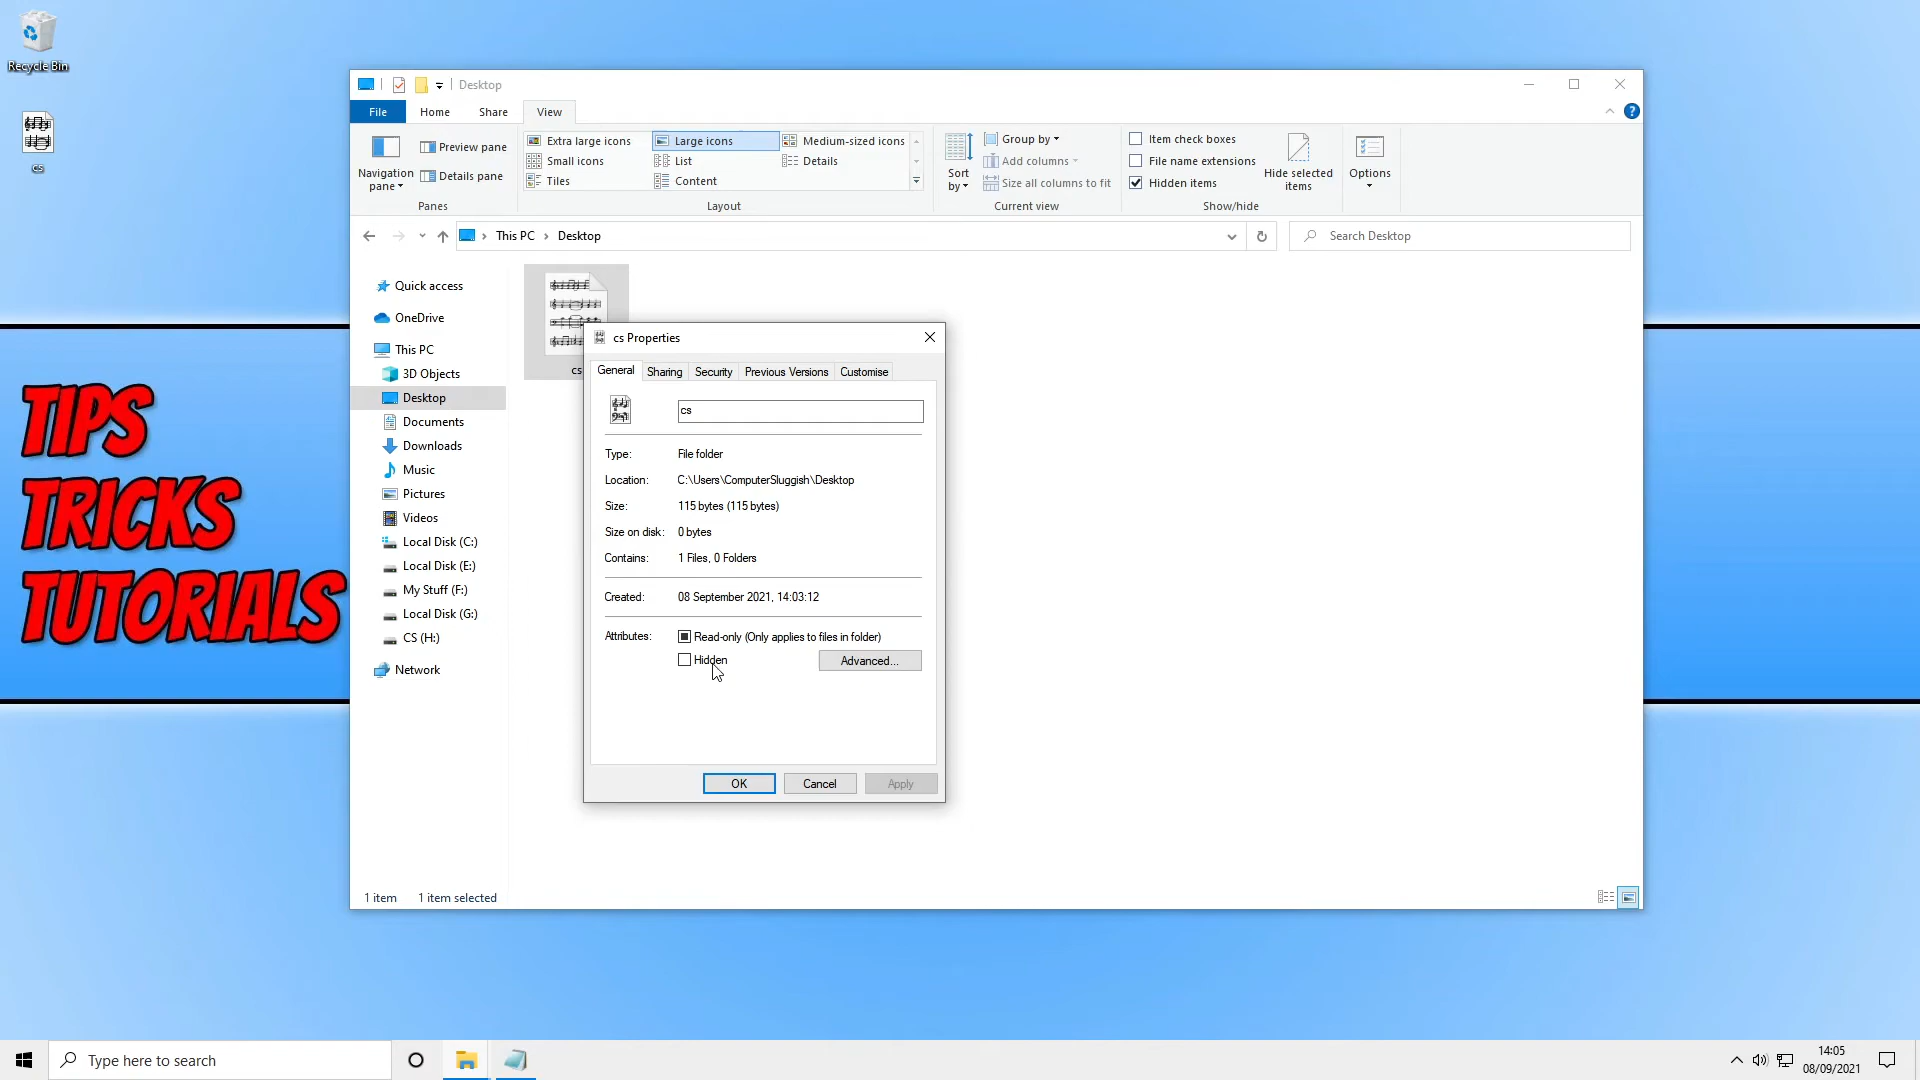 Recycle Bin
cs
TIPS
TRICKS
TUTORIALS
Desktop
File Home Share View
Navigation pane
Preview pane
Details pane
Panes
Extra large icons Large icons Medium-sized icons
Small icons List Details
Tiles Content
Layout
Sort by
Group by
Add columns
Size all columns to fit
Current view
Item check boxes
File name extensions
Hidden items
Hide selected items
Show/hide
Options
This PC Desktop
Search Desktop
Quick access
OneDrive
This PC
3D Objects
Desktop
Documents
Downloads
Music
Pictures
Videos
Local Disk (C:)
Local Disk (E:)
My Stuff (F:)
Local Disk (G:)
CS (H:)
Network
cs
cs Properties
General Sharing Security Previous Versions Customise
cs
Type: File folder
Location: C:\Users\ComputerSluggish\Desktop
Size: 115 bytes (115 bytes)
Size on disk: 0 bytes
Contains: 1 Files, 0 Folders
Created: 08 September 2021, 14:03:12
Attributes: Read-only (Only applies to files in folder)
Hidden Advanced...
OK Cancel Apply
1 item 1 item selected
Type here to search
14:05
08/09/2021